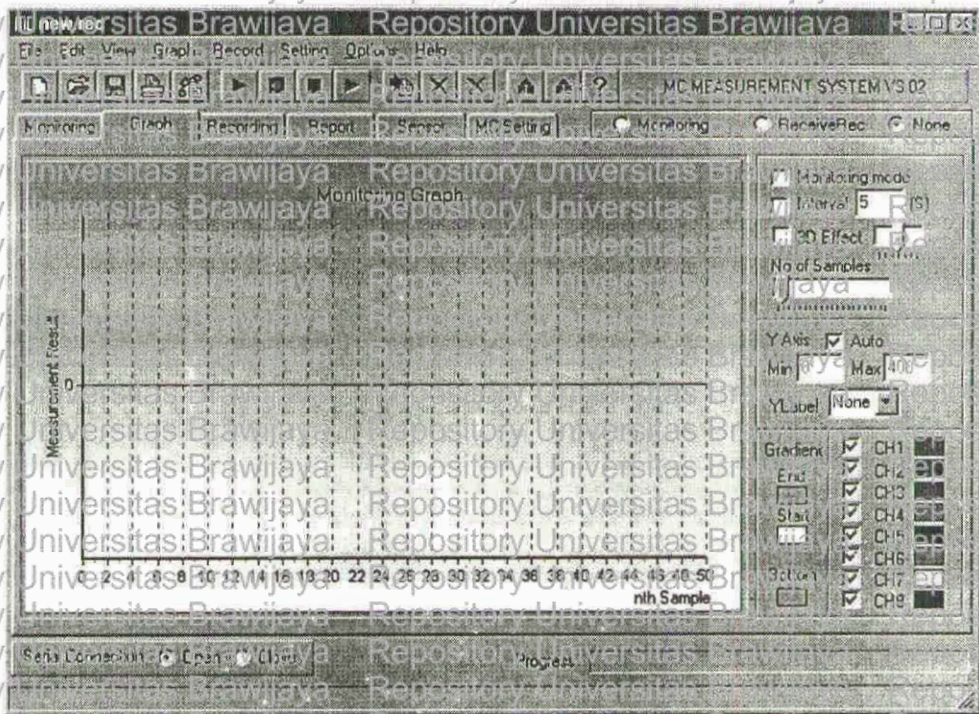 new.rec
File Edit View Graph Record Setting Options Help
MC MEASUREMENT SYSTEM VS 02
Monitoring Graph Recording Report Sensor MC Setting Monitoring ReceiveRec None
Monitoring Graph
Measurement Result
0
0 2 4 6 8 10 12 14 16 18 20 22 24 26 28 30 32 34 36 38 40 42 44 46 48 50
nth Sample
Monitoring mode
Interval 5 (S)
3D Effect
No of Samples
Y Axis Auto
Min 0 Max 400
YLabel None
Gradient
End
Start
Bottom
CH1
CH2
CH3
CH4
CH5
CH6
CH7
CH8
Serial Connection Open Close
Progress
Repository Universitas Brawijaya